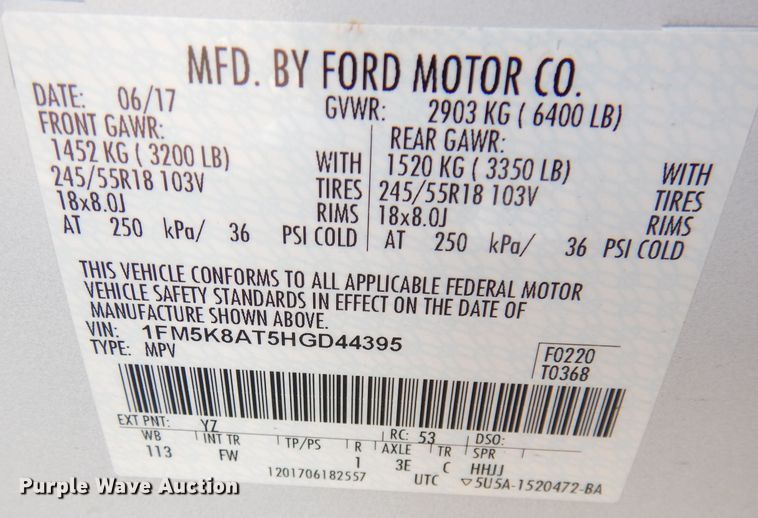 MFD. BY FORD MOTOR CO.
DATE: 06/17 GVWR: 2903 KG ( 6400 LB)
FRONT GAWR: REAR GAWR:
1452 KG ( 3200 LB) WITH 1520 KG ( 3350 LB) WITH
245/55R18 103V TIRES 245/55R18 103V TIRES
18x8.0J RIMS 18x8.0J RIMS
AT 250 kPa/ 36 PSI COLD AT 250 kPa/ 36 PSI COLD
THIS VEHICLE CONFORMS TO ALL APPLICABLE FEDERAL MOTOR
VEHICLE SAFETY STANDARDS IN EFFECT ON THE DATE OF
MANUFACTURE SHOWN ABOVE.
VIN: 1FM5K8AT5HGD44395
TYPE: MPV
F0220
T0368
EXT PNT: YZ RC: 53 DSO:
WB INT TR TP/PS R AXLE TR SPR
113 FW 1 3E C HHJJ
1201706182557 UTC ▽5U5A-1520472-BA
Purple Wave Auction